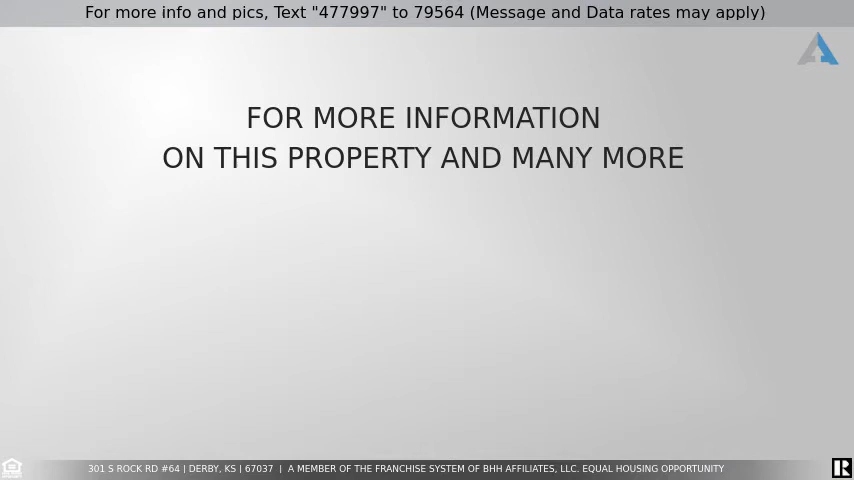 For more info and pics, Text "477997" to 79564 (Message and Data rates may apply)
FOR MORE INFORMATION
ON THIS PROPERTY AND MANY MORE
301 S ROCK RD #64 | DERBY, KS | 67037 | A MEMBER OF THE FRANCHISE SYSTEM OF BHH AFFILIATES, LLC. EQUAL HOUSING OPPORTUNITY